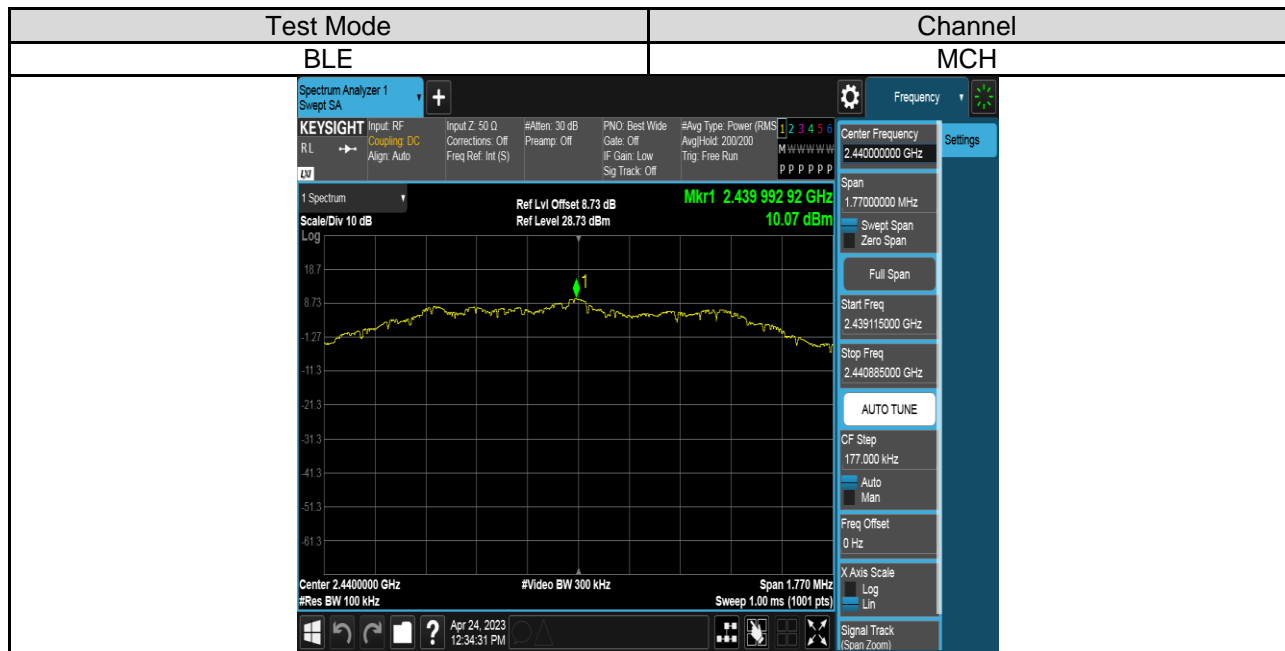 Test Mode Channel
BLE MCH
Spectrum Analyzer 1
Swept SA
+
Frequency
KEYSIGHT
RL
LXI
Input: RF
Coupling: DC
Align: Auto
Input Z: 50 Ω
Corrections: Off
Freq Ref: Int (S)
#Atten: 30 dB
Preamp: Off
PNO: Best Wide
Gate: Off
IF Gain: Low
Sig Track: Off
#Avg Type: Power (RMS
Avg|Hold: 200/200
Trig: Free Run
1 2 3 4 5 6
M W W W W W
P P P P P P
Center Frequency
2.440000000 GHz
Settings
Span
1.77000000 MHz
Swept Span
Zero Span
Full Span
Start Freq
2.439115000 GHz
Stop Freq
2.440885000 GHz
AUTO TUNE
CF Step
177.000 kHz
Auto
Man
Freq Offset
0 Hz
X Axis Scale
Log
Lin
Signal Track
(Span Zoom)
1 Spectrum
Scale/Div 10 dB
Log
Ref Lvl Offset 8.73 dB
Ref Level 28.73 dBm
Mkr1 2.439 992 92 GHz
10.07 dBm
1
18.7
8.73
-1.27
-11.3
-21.3
-31.3
-41.3
-51.3
-61.3
Center 2.4400000 GHz
#Res BW 100 kHz
#Video BW 300 kHz
Span 1.770 MHz
Sweep 1.00 ms (1001 pts)
?
Apr 24, 2023
12:34:31 PM